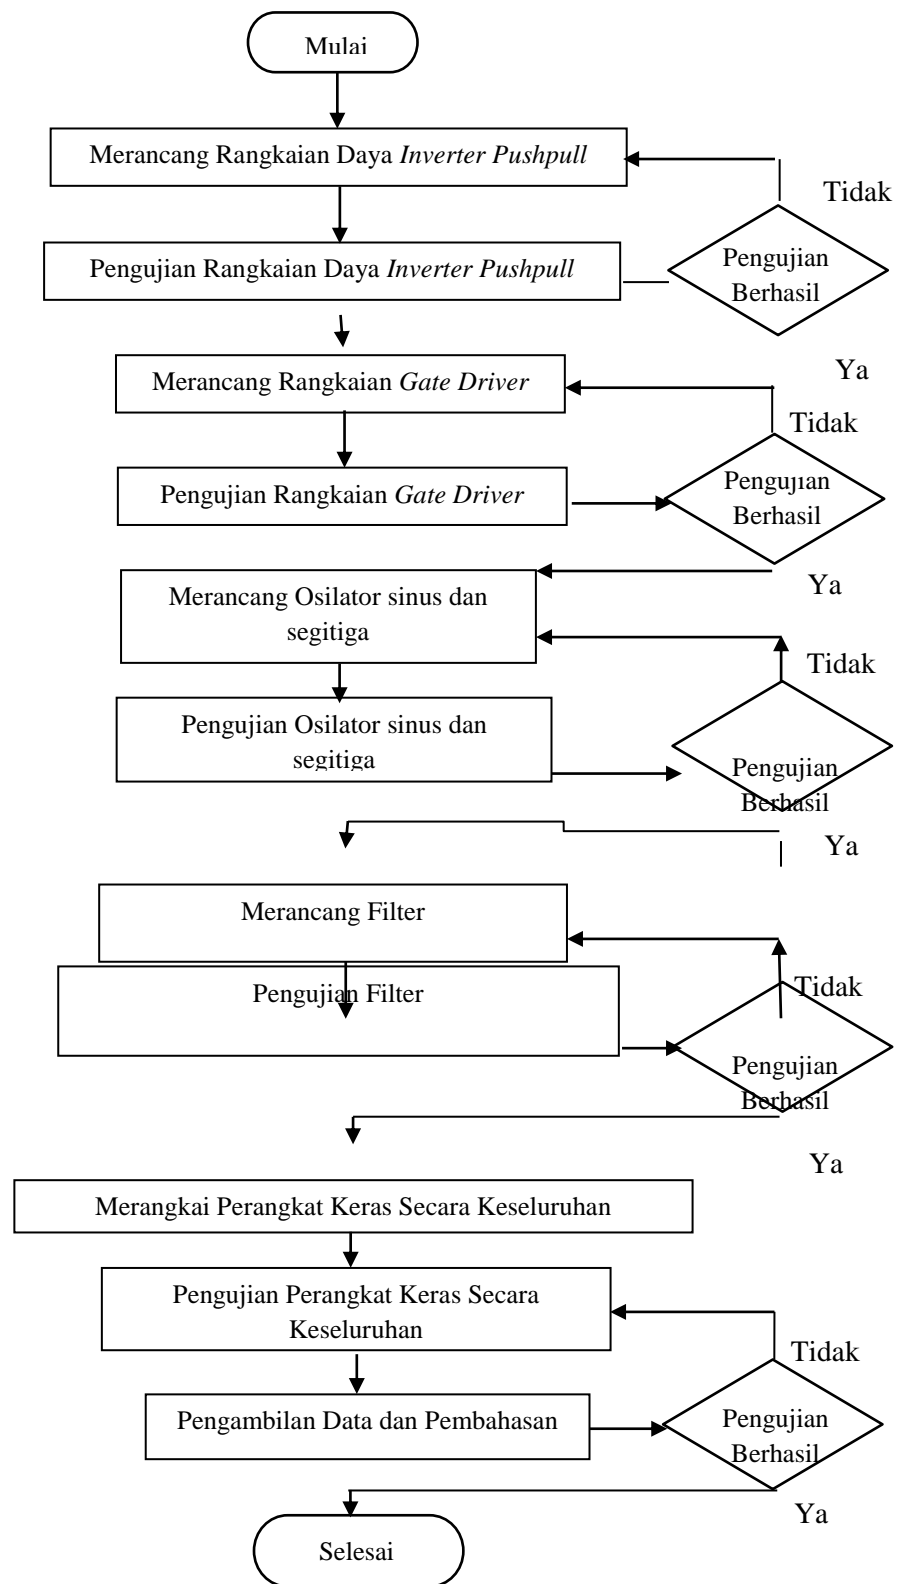 Mulai
Merancang Rangkaian Daya Inverter Pushpull
Tidak
Pengujian Rangkaian Daya Inverter Pushpull
Pengujian
Berhasil
Ya
Merancang Rangkaian Gate Driver
Tidak
Pengujian Rangkaian Gate Driver
Pengujian
Berhasil
Ya
Merancang Osilator sinus dan
segitiga
Tidak
Pengujian Osilator sinus dan
segitiga
Pengujian
Berhasil
Ya
Merancang Filter
Tidak
Pengujian Filter
Pengujian
Berhasil
Ya
Merangkai Perangkat Keras Secara Keseluruhan
Pengujian Perangkat Keras Secara
Keseluruhan
Tidak
Pengambilan Data dan Pembahasan
Pengujian
Berhasil
Ya
Selesai